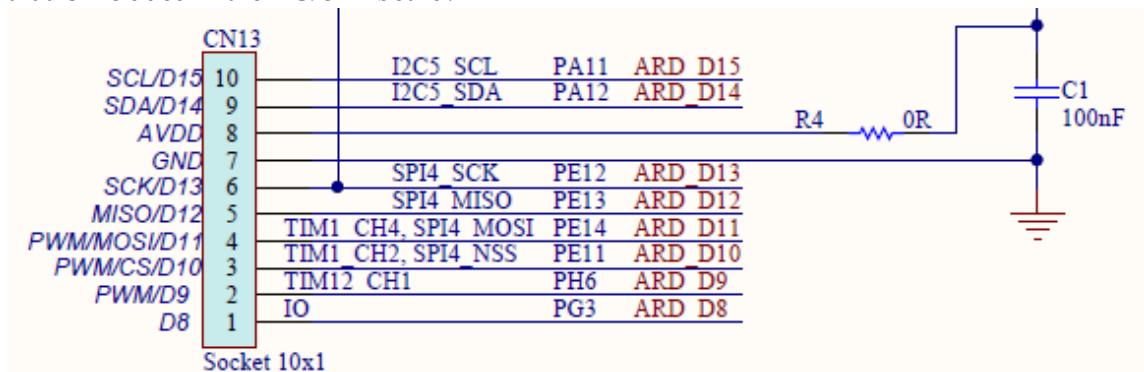 CN13
SCL/D15 10 I2C5_SCL PA11 ARD_D15
SDA/D14 9 I2C5_SDA PA12 ARD_D14
AVDD 8 R4 0R
C1
100nF
GND 7
SCK/D13 6 SPI4_SCK PE12 ARD_D13
MISO/D12 5 SPI4_MISO PE13 ARD_D12
PWM/MOSI/D11 4 TIM1_CH4, SPI4_MOSI PE14 ARD_D11
PWM/CS/D10 3 TIM1_CH2, SPI4_NSS PE11 ARD_D10
PWM/D9 2 TIM12_CH1 PH6 ARD_D9
D8 1 IO PG3 ARD_D8
Socket 10x1